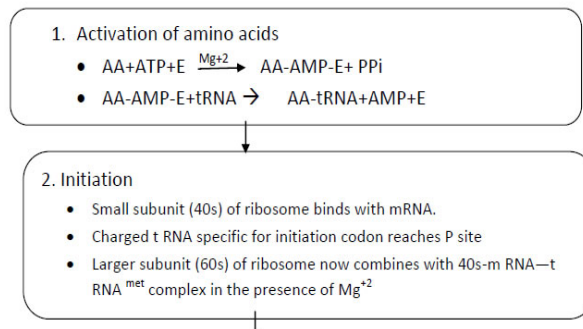 1. Activation of amino acids
• AA+ATP+E Mg+2 → AA-AMP-E+ PPi
• AA-AMP-E+tRNA → AA-tRNA+AMP+E
2. Initiation
• Small subunit (40s) of ribosome binds with mRNA.
• Charged t RNA specific for initiation codon reaches P site
• Larger subunit (60s) of ribosome now combines with 40s-m RNA—t
RNA met complex in the presence of Mg+2